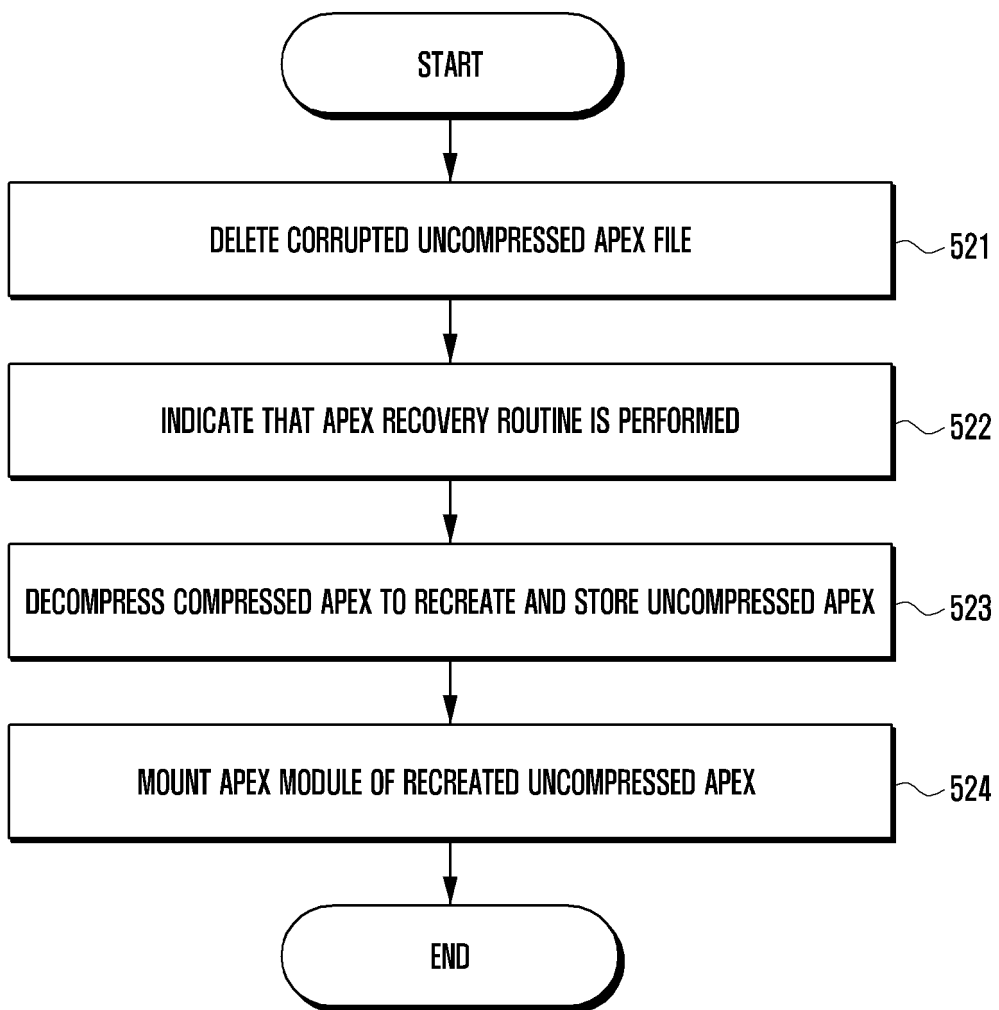 START
DELETE CORRUPTED UNCOMPRESSED APEX FILE
521
INDICATE THAT APEX RECOVERY ROUTINE IS PERFORMED
522
DECOMPRESS COMPRESSED APEX TO RECREATE AND STORE UNCOMPRESSED APEX
523
MOUNT APEX MODULE OF RECREATED UNCOMPRESSED APEX
524
END